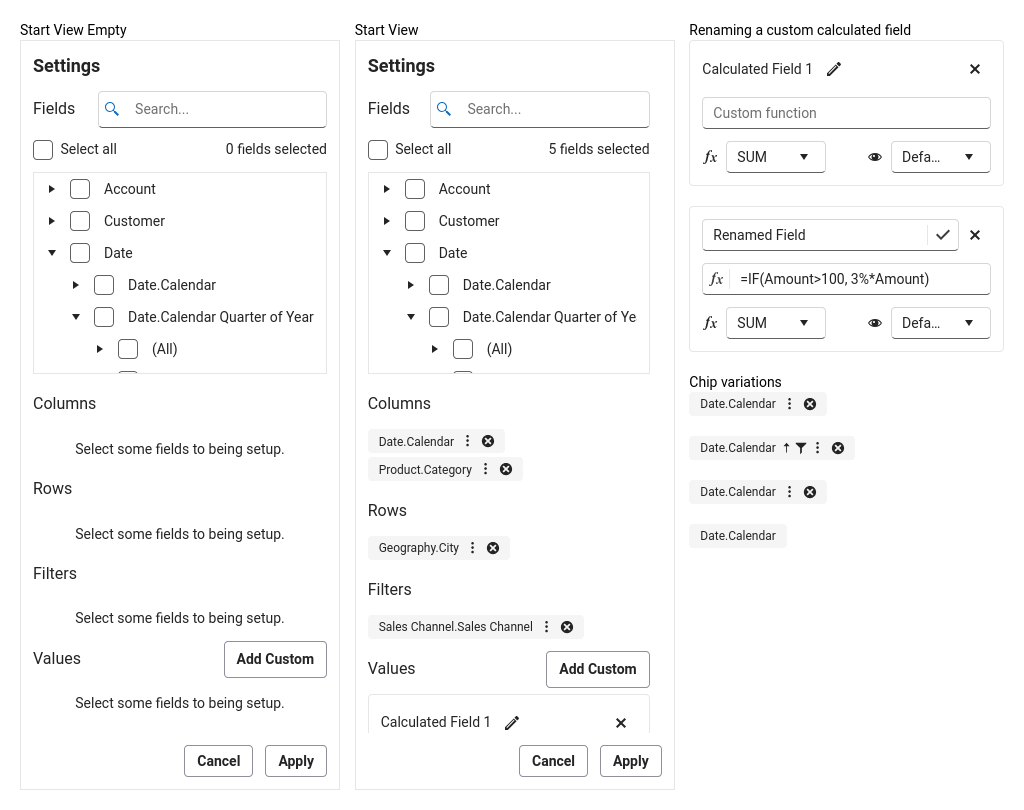 Start View Empty
Settings
Fields
Search...
Select all
0 fields selected
Account
Customer
Date
Date.Calendar
Date.Calendar Quarter of Year
(All)
Columns
Select some fields to being setup.
Rows
Select some fields to being setup.
Filters
Select some fields to being setup.
Values
Add Custom
Select some fields to being setup.
Cancel
Apply
Start View
Settings
Fields
Search...
Select all
5 fields selected
Account
Customer
Date
Date.Calendar
Date.Calendar Quarter of Ye
(All)
Columns
Date.Calendar
Product.Category
Rows
Geography.City
Filters
Sales Channel.Sales Channel
Values
Add Custom
Calculated Field 1
Cancel
Apply
Renaming a custom calculated field
Calculated Field 1
Custom function
fx
SUM
Defa...
Renamed Field
fx
=IF(Amount>100, 3%*Amount)
fx
SUM
Defa...
Chip variations
Date.Calendar
Date.Calendar
Date.Calendar
Date.Calendar